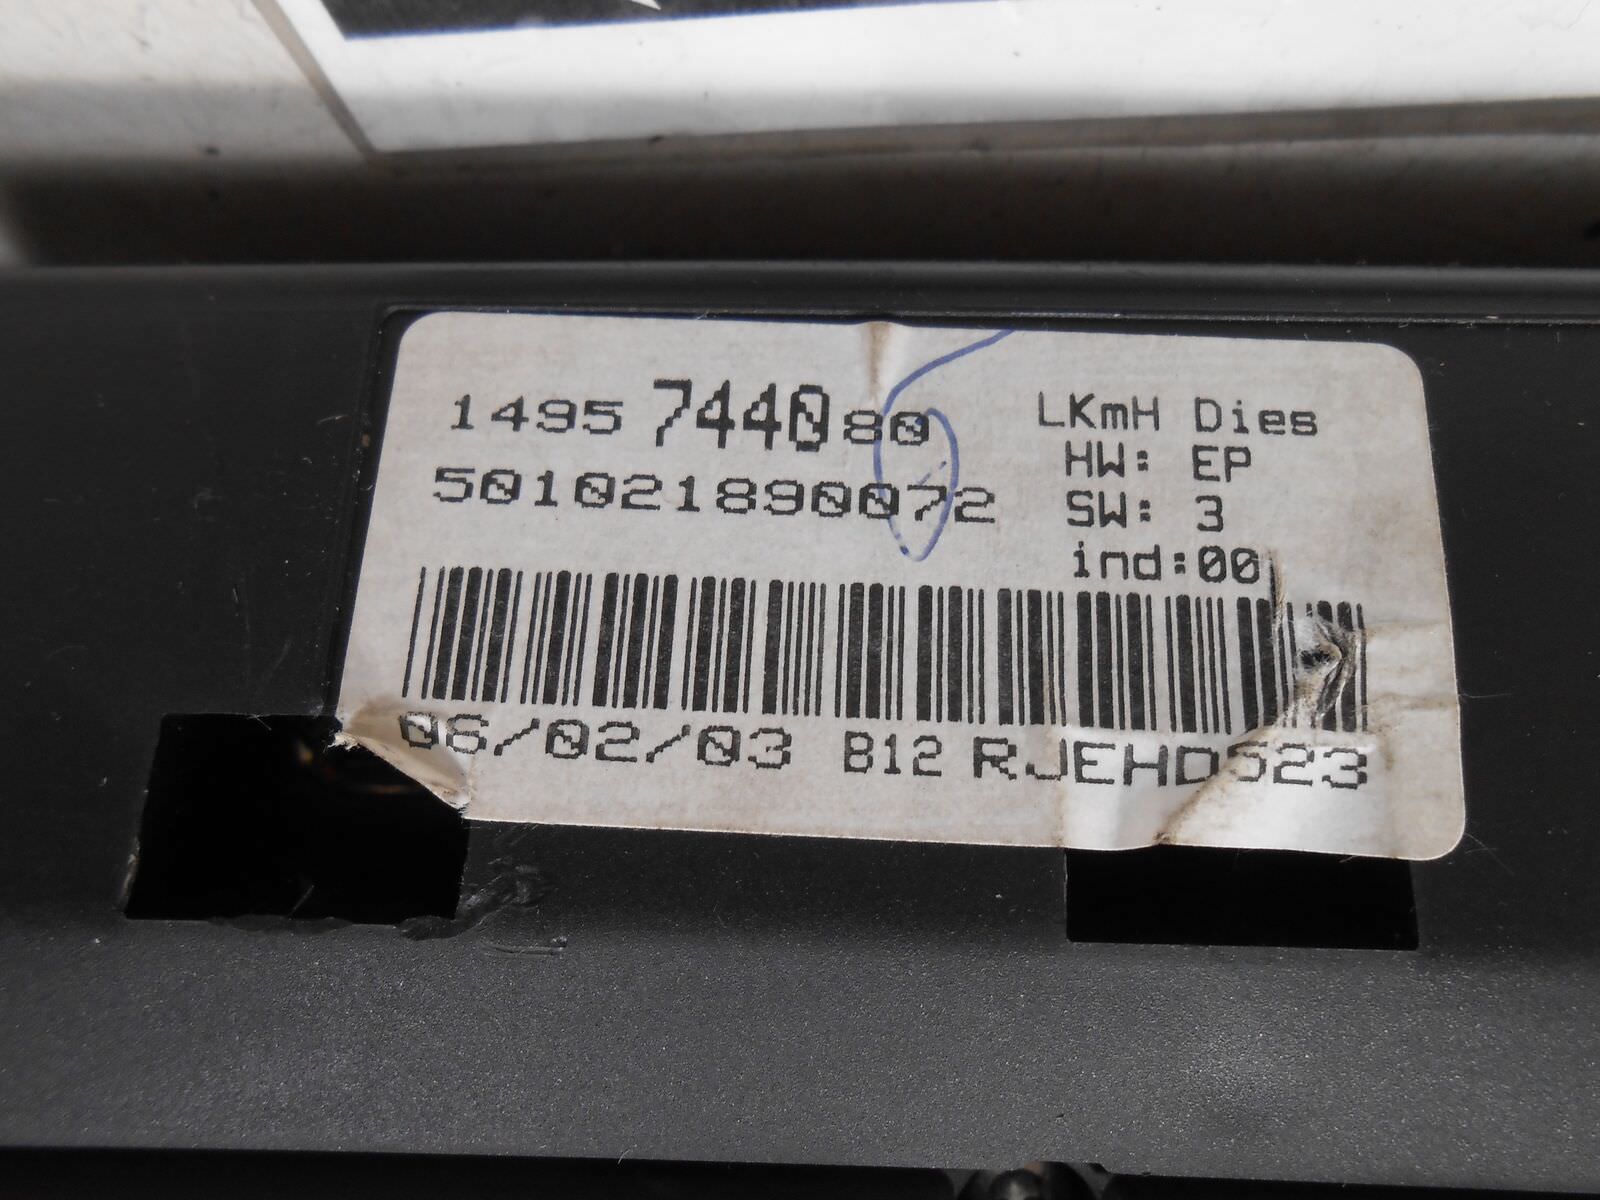 1495 7440 80
501021890072
LKmH Dies
HW: EP
SW: 3
ind:00
06/02/03 B12 RJEHD523